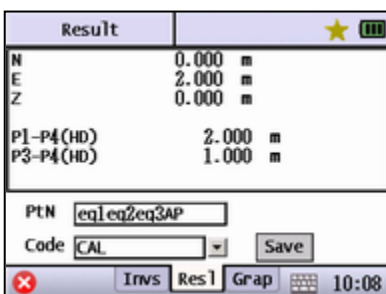 Result
N 0.000 m
E 2.000 m
Z 0.000 m
P1-P4(HD) 2.000 m
P3-P4(HD) 1.000 m
PtN eq1eq2eq3AP
Code CAL Save
Invs Resl Grap 10:08